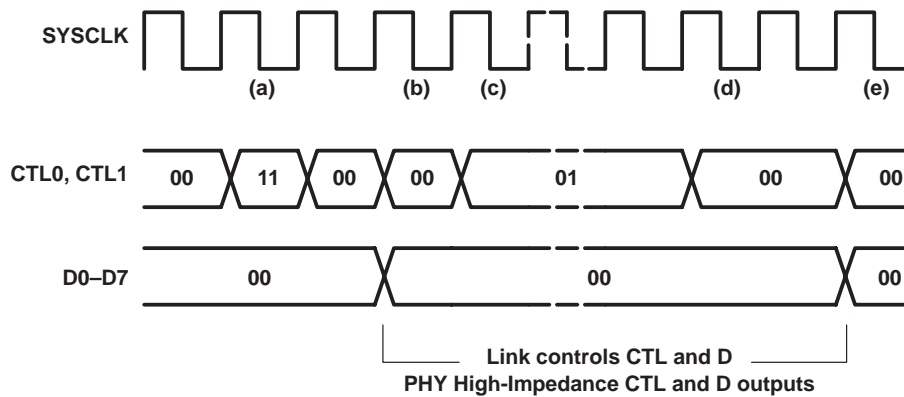 SYSCLK
(a) (b) (c) (d) (e)
CTL0, CTL1 00 11 00 00 01 00 00
D0–D7 00 00 00
Link controls CTL and D
PHY High-Impedance CTL and D outputs